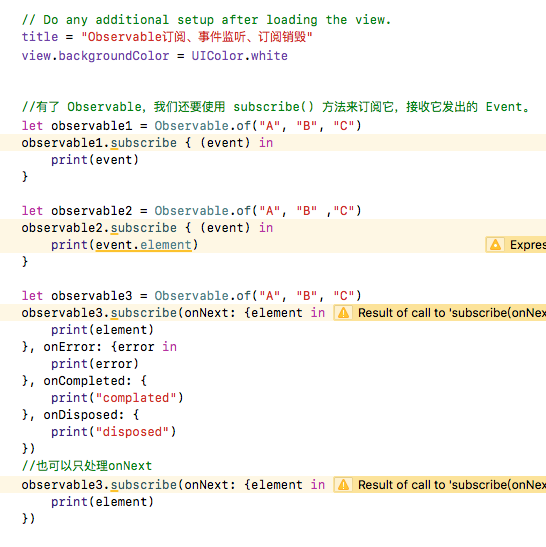 // Do any additional setup after loading the view.
title = "Observable订阅、事件监听、订阅销毁"
view.backgroundColor = UIColor.white
//有了 Observable，我们还要使用 subscribe() 方法来订阅它，接收它发出的 Event。
let observable1 = Observable.of("A", "B", "C")
observable1.subscribe { (event) in
print(event)
}
let observable2 = Observable.of("A", "B" ,"C")
observable2.subscribe { (event) in
print(event.element) Expres
}
let observable3 = Observable.of("A", "B", "C")
observable3.subscribe(onNext: {element in Result of call to 'subscribe(onNex
print(element)
}, onError: {error in
print(error)
}, onCompleted: {
print("complated")
}, onDisposed: {
print("disposed")
})
//也可以只处理onNext
observable3.subscribe(onNext: {element in Result of call to 'subscribe(onNex
print(element)
})